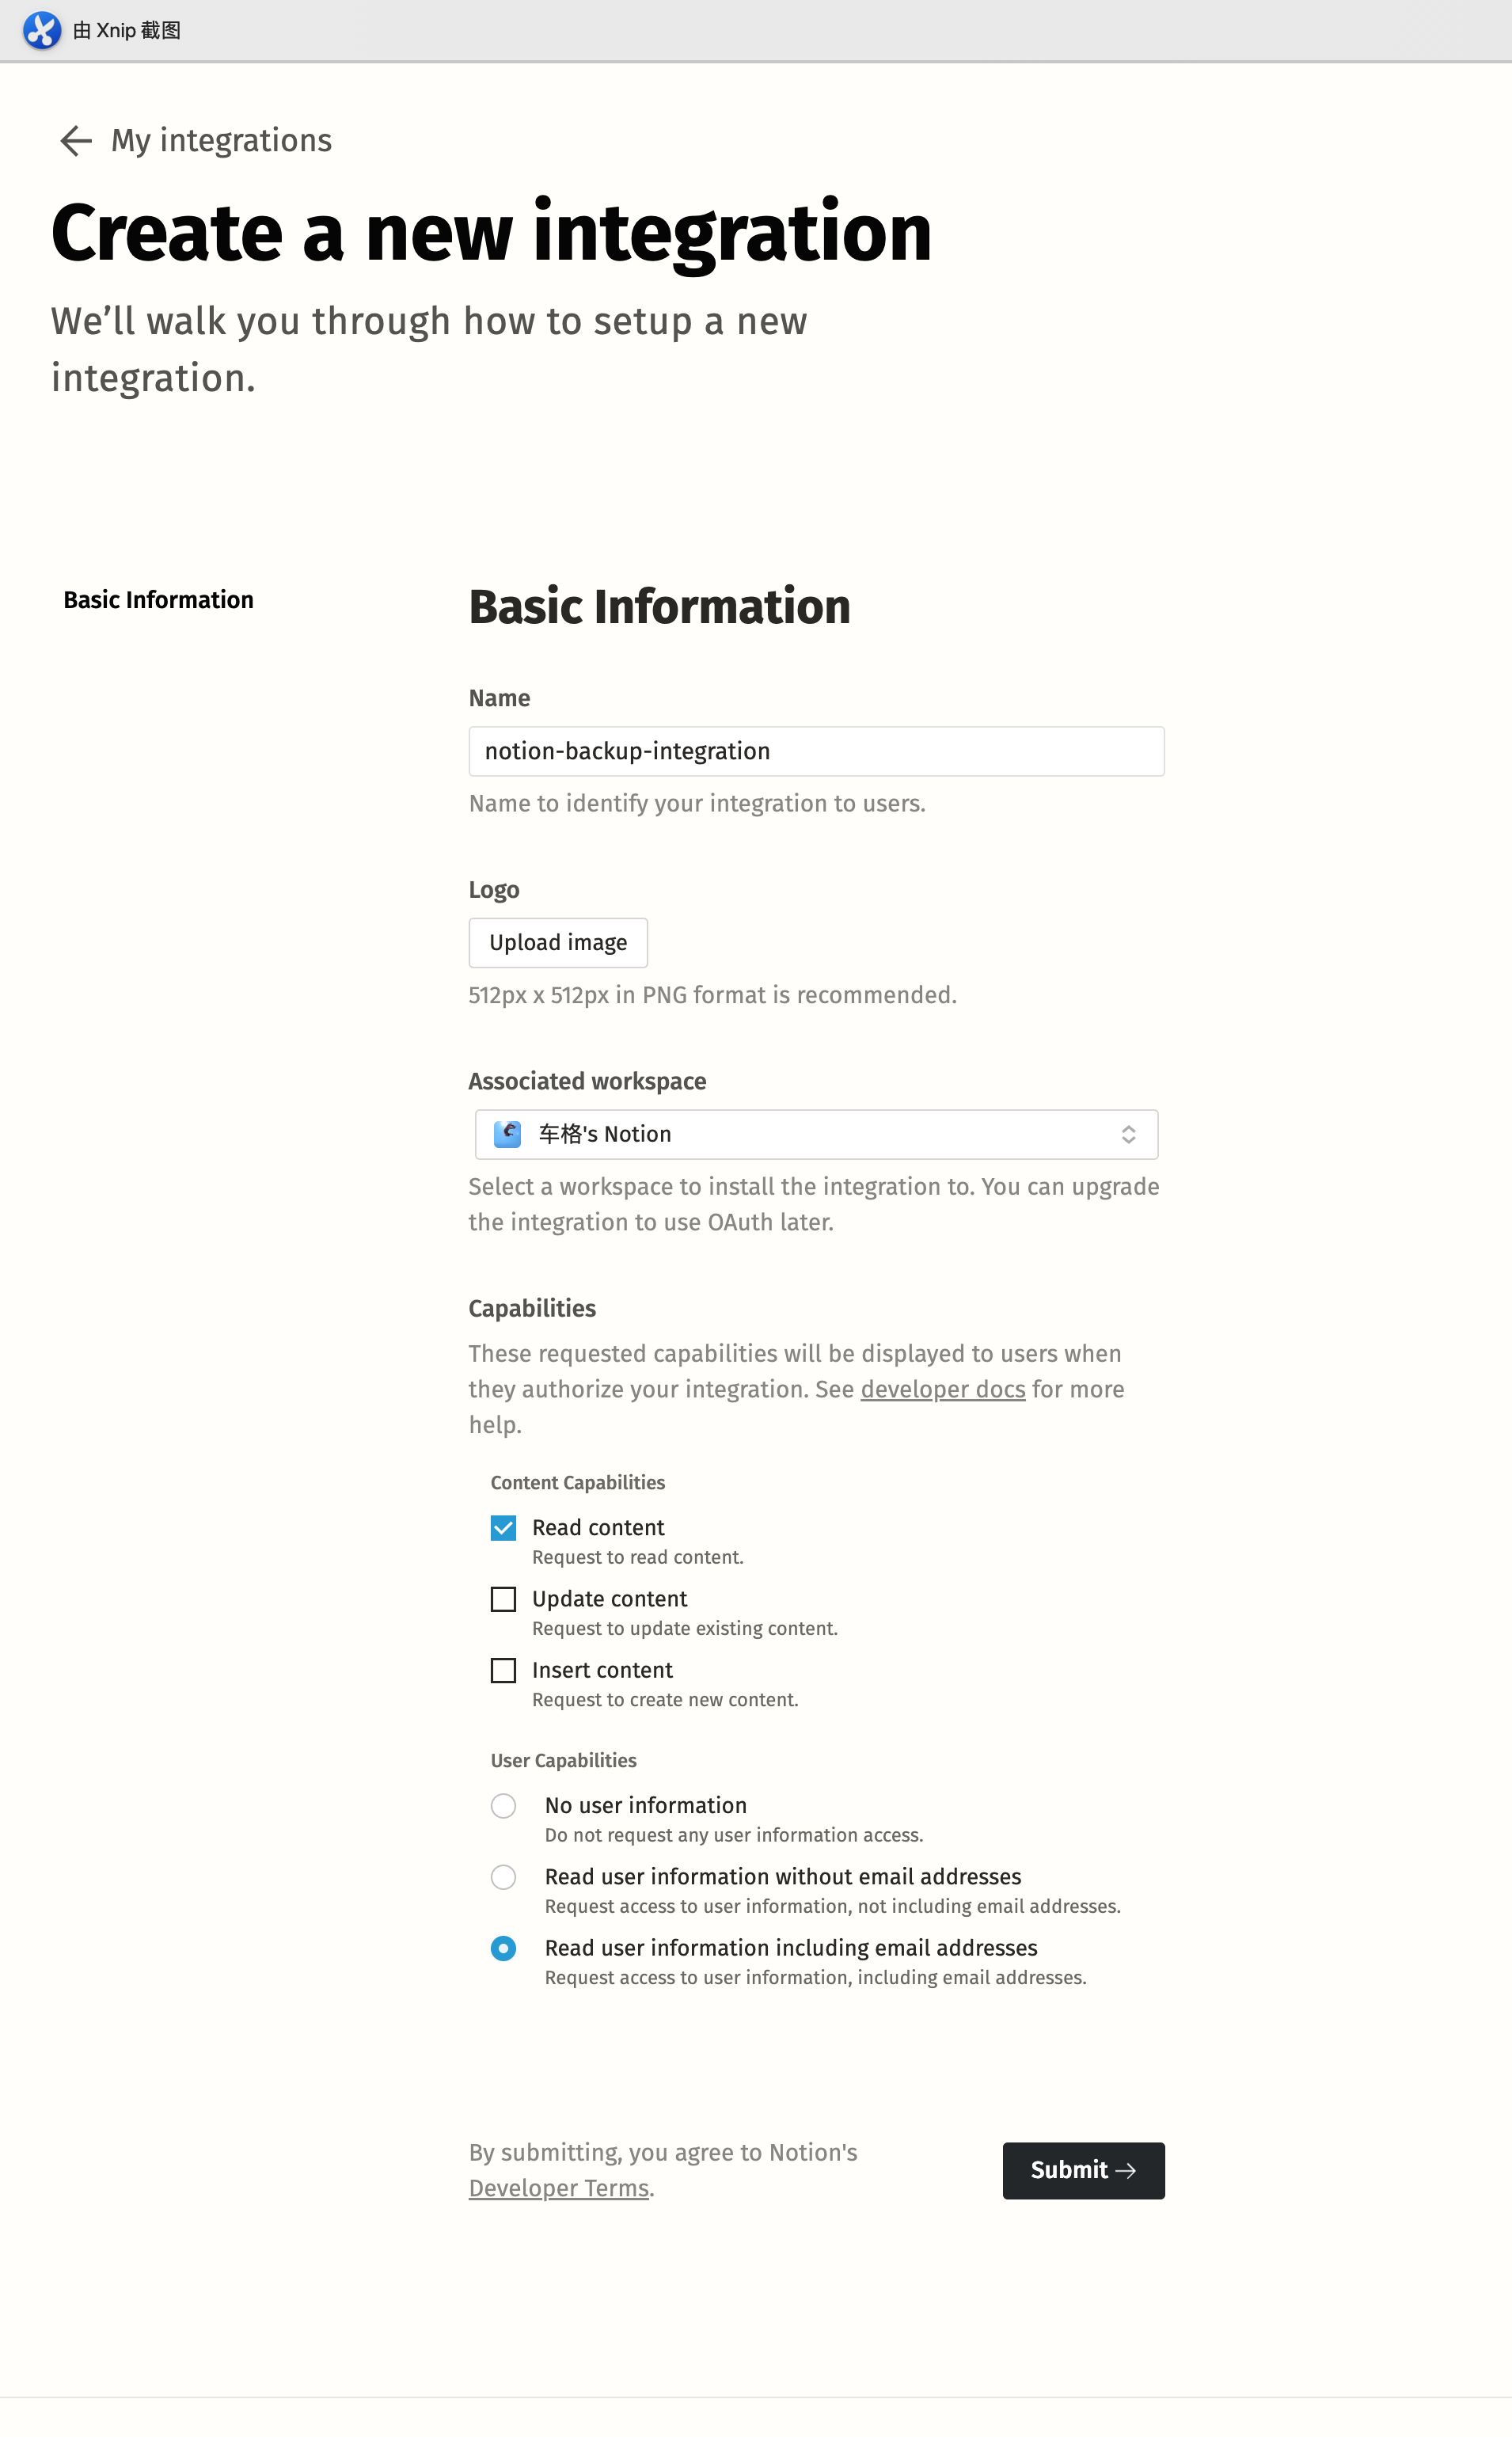 由 Xnip 截图
My integrations
Create a new integration
We’ll walk you through how to setup a new
integration.
Basic Information
Basic Information
Name
notion-backup-integration
Name to identify your integration to users.
Logo
Upload image
512px x 512px in PNG format is recommended.
Associated workspace
车格's Notion
Select a workspace to install the integration to. You can upgrade
the integration to use OAuth later.
Capabilities
These requested capabilities will be displayed to users when
they authorize your integration. See developer docs for more
help.
Content Capabilities
Read content
Request to read content.
Update content
Request to update existing content.
Insert content
Request to create new content.
User Capabilities
No user information
Do not request any user information access.
Read user information without email addresses
Request access to user information, not including email addresses.
Read user information including email addresses
Request access to user information, including email addresses.
By submitting, you agree to Notion's
Developer Terms.
Submit →